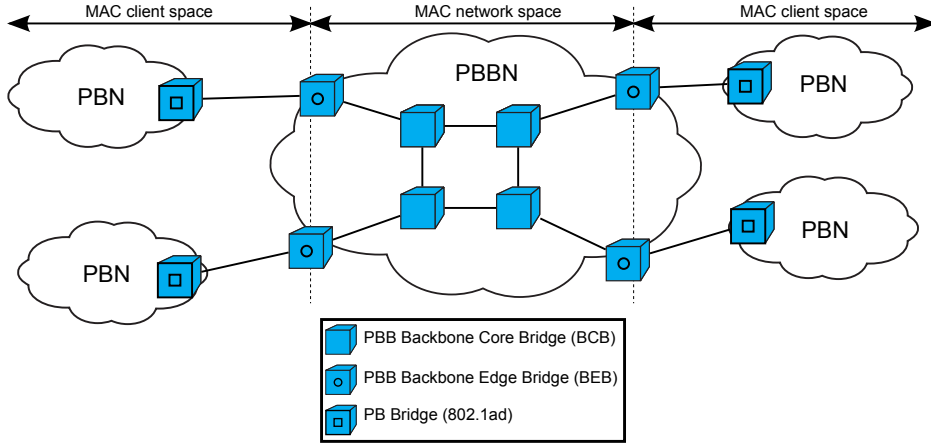 MAC client space
MAC network space
MAC client space
PBN
PBBN
PBN
PBN
PBN
PBB Backbone Core Bridge (BCB)
PBB Backbone Edge Bridge (BEB)
PB Bridge (802.1ad)